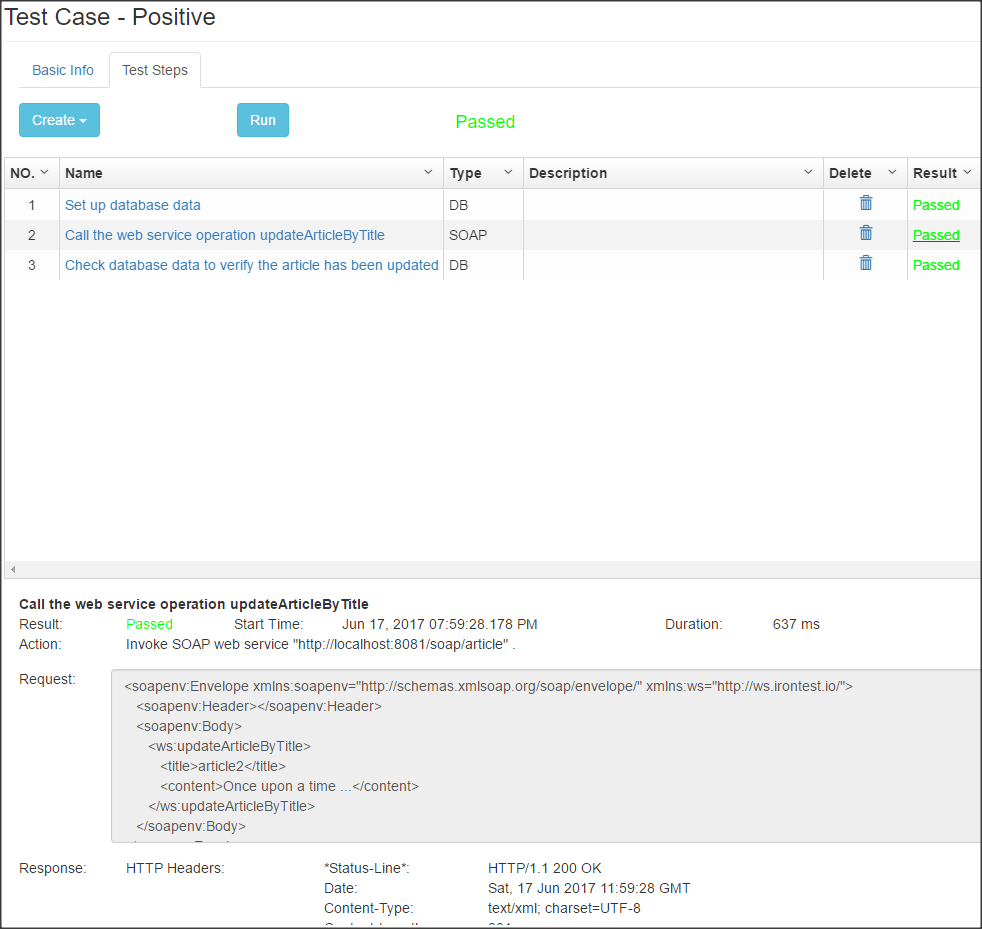 Test Case - Positive
Basic Info Test Steps
Create Run Passed
NO. Name Type Description Delete Result
1 Set up database data DB Passed
2 Call the web service operation updateArticleByTitle SOAP Passed
3 Check database data to verify the article has been updated DB Passed
Call the web service operation updateArticleByTitle
Result: Passed Start Time: Jun 17, 2017 07:59:28.178 PM Duration: 637 ms
Action: Invoke SOAP web service "http://localhost:8081/soap/article" .
Request: <soapenv:Envelope xmlns:soapenv="http://schemas.xmlsoap.org/soap/envelope/" xmlns:ws="http://ws.irontest.io/">
<soapenv:Header></soapenv:Header>
<soapenv:Body>
<ws:updateArticleByTitle>
<title>article2</title>
<content>Once upon a time ...</content>
</ws:updateArticleByTitle>
</soapenv:Body>
Response: HTTP Headers: *Status-Line*: HTTP/1.1 200 OK
Date: Sat, 17 Jun 2017 11:59:28 GMT
Content-Type: text/xml; charset=UTF-8